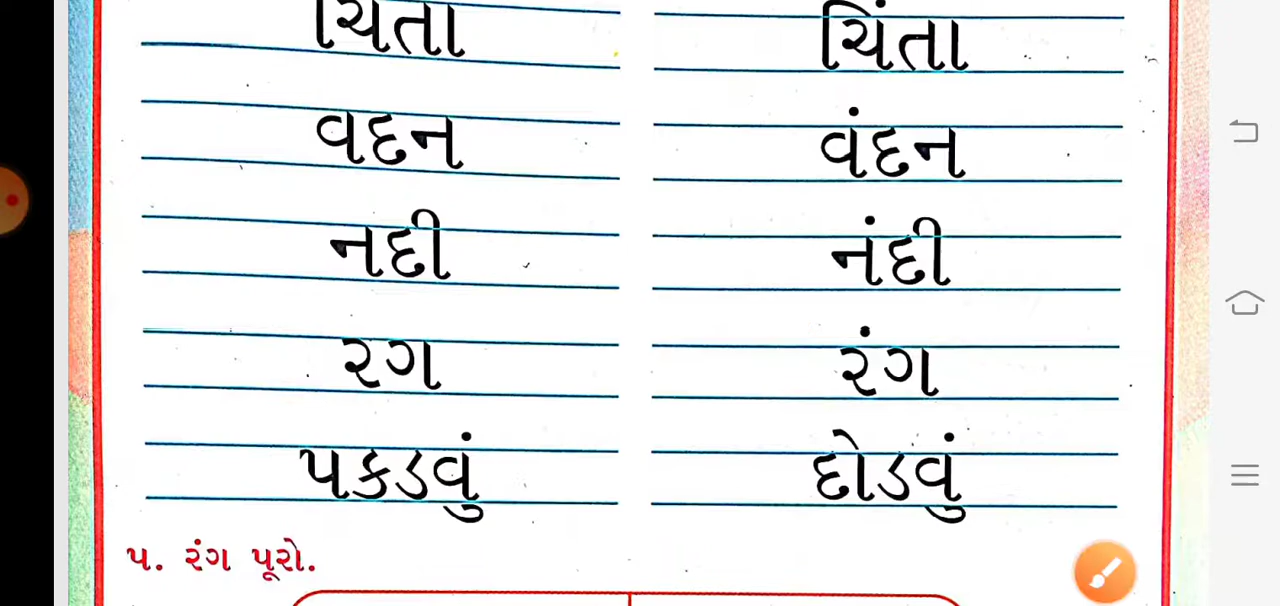 ચિતા ચિંતા
વદન વંદન
નદી નંદી
રગ રંગ
પકડવું દોડવું
૫. રંગ પૂરો.